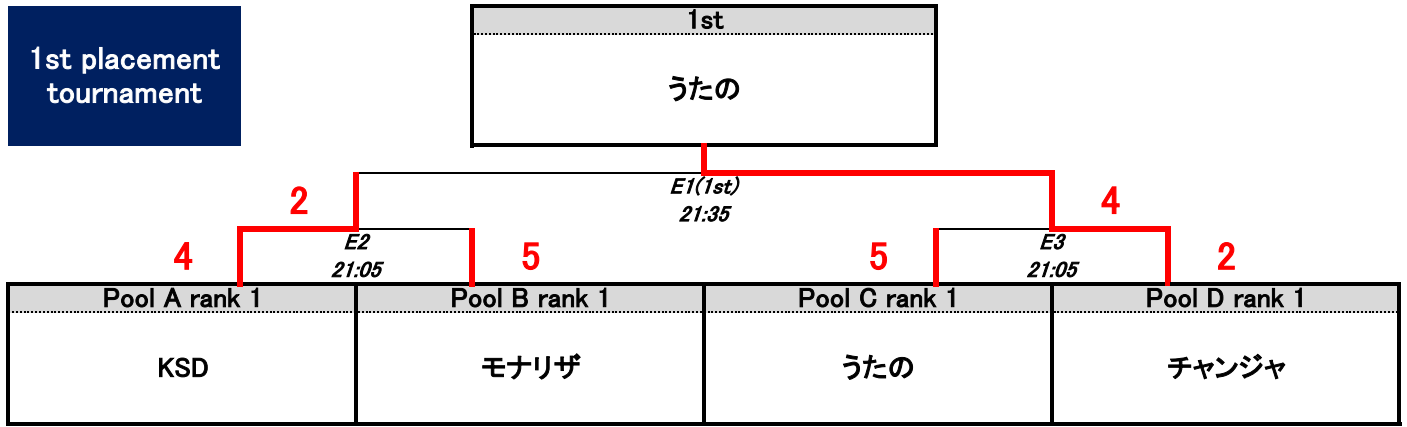 1st placement
tournament
1st
うたの
E1(1st)
21:35
2
4
E2
21:05
E3
21:05
4
5
5
2
Pool A rank 1
Pool B rank 1
Pool C rank 1
Pool D rank 1
KSD
モナリザ
うたの
チャンジャ